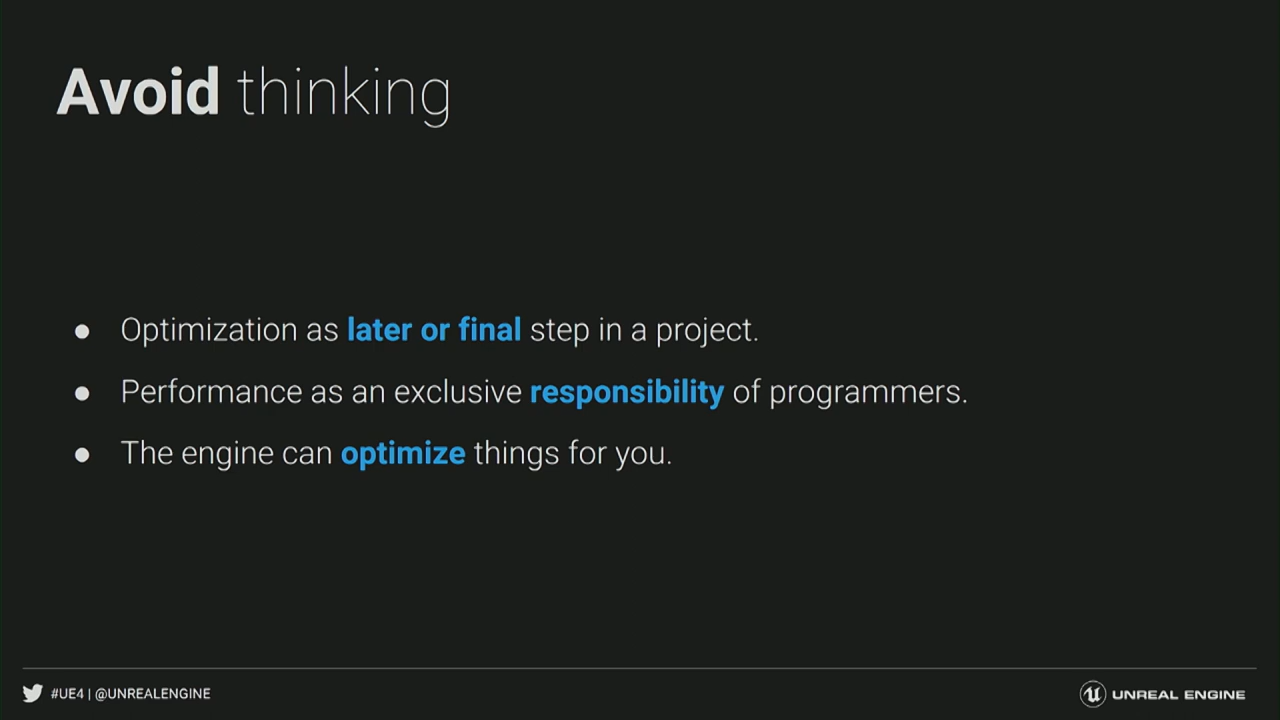 Avoid thinking
● Optimization as later or final step in a project.
● Performance as an exclusive responsibility of programmers.
● The engine can optimize things for you.
#UE4 | @UNREALENGINE
UNREAL ENGINE